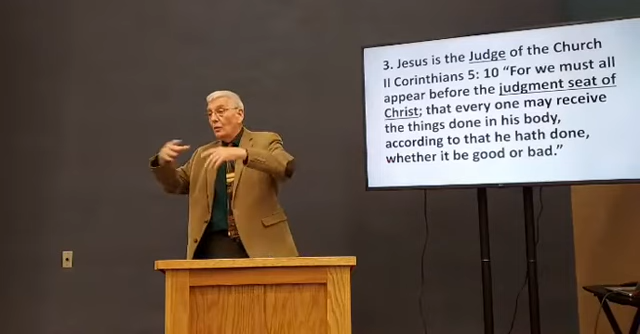 3. Jesus is the Judge of the Church
II Corinthians 5: 10 “For we must all
appear before the judgment seat of
Christ; that every one may receive
the things done in his body,
according to that he hath done,
whether it be good or bad.”